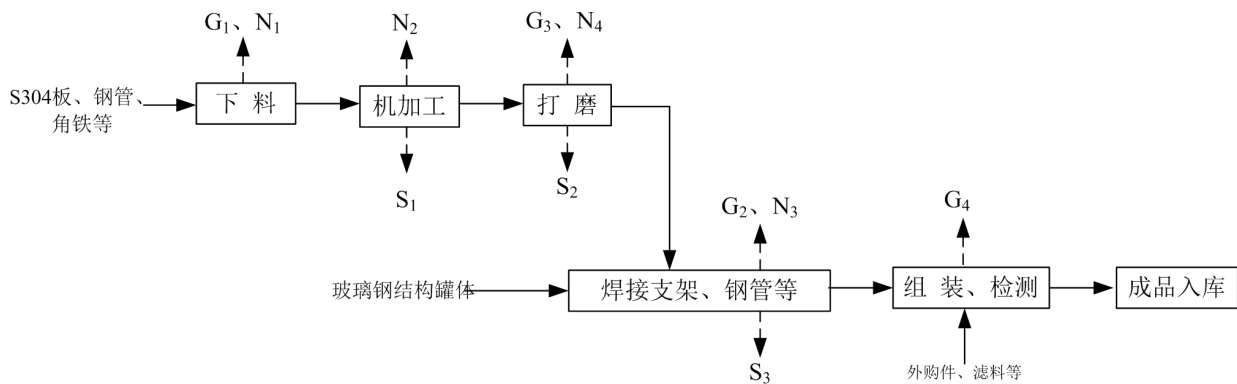 G₁、N₁
N₂
G₃、N₄
S304板、钢管、
角铁等
下 料
机加工
打 磨
S₁
S₂
G₂、N₃
G₄
玻璃钢结构罐体
焊接支架、钢管等
组 装、检测
成品入库
S₃
外购件、滤料等